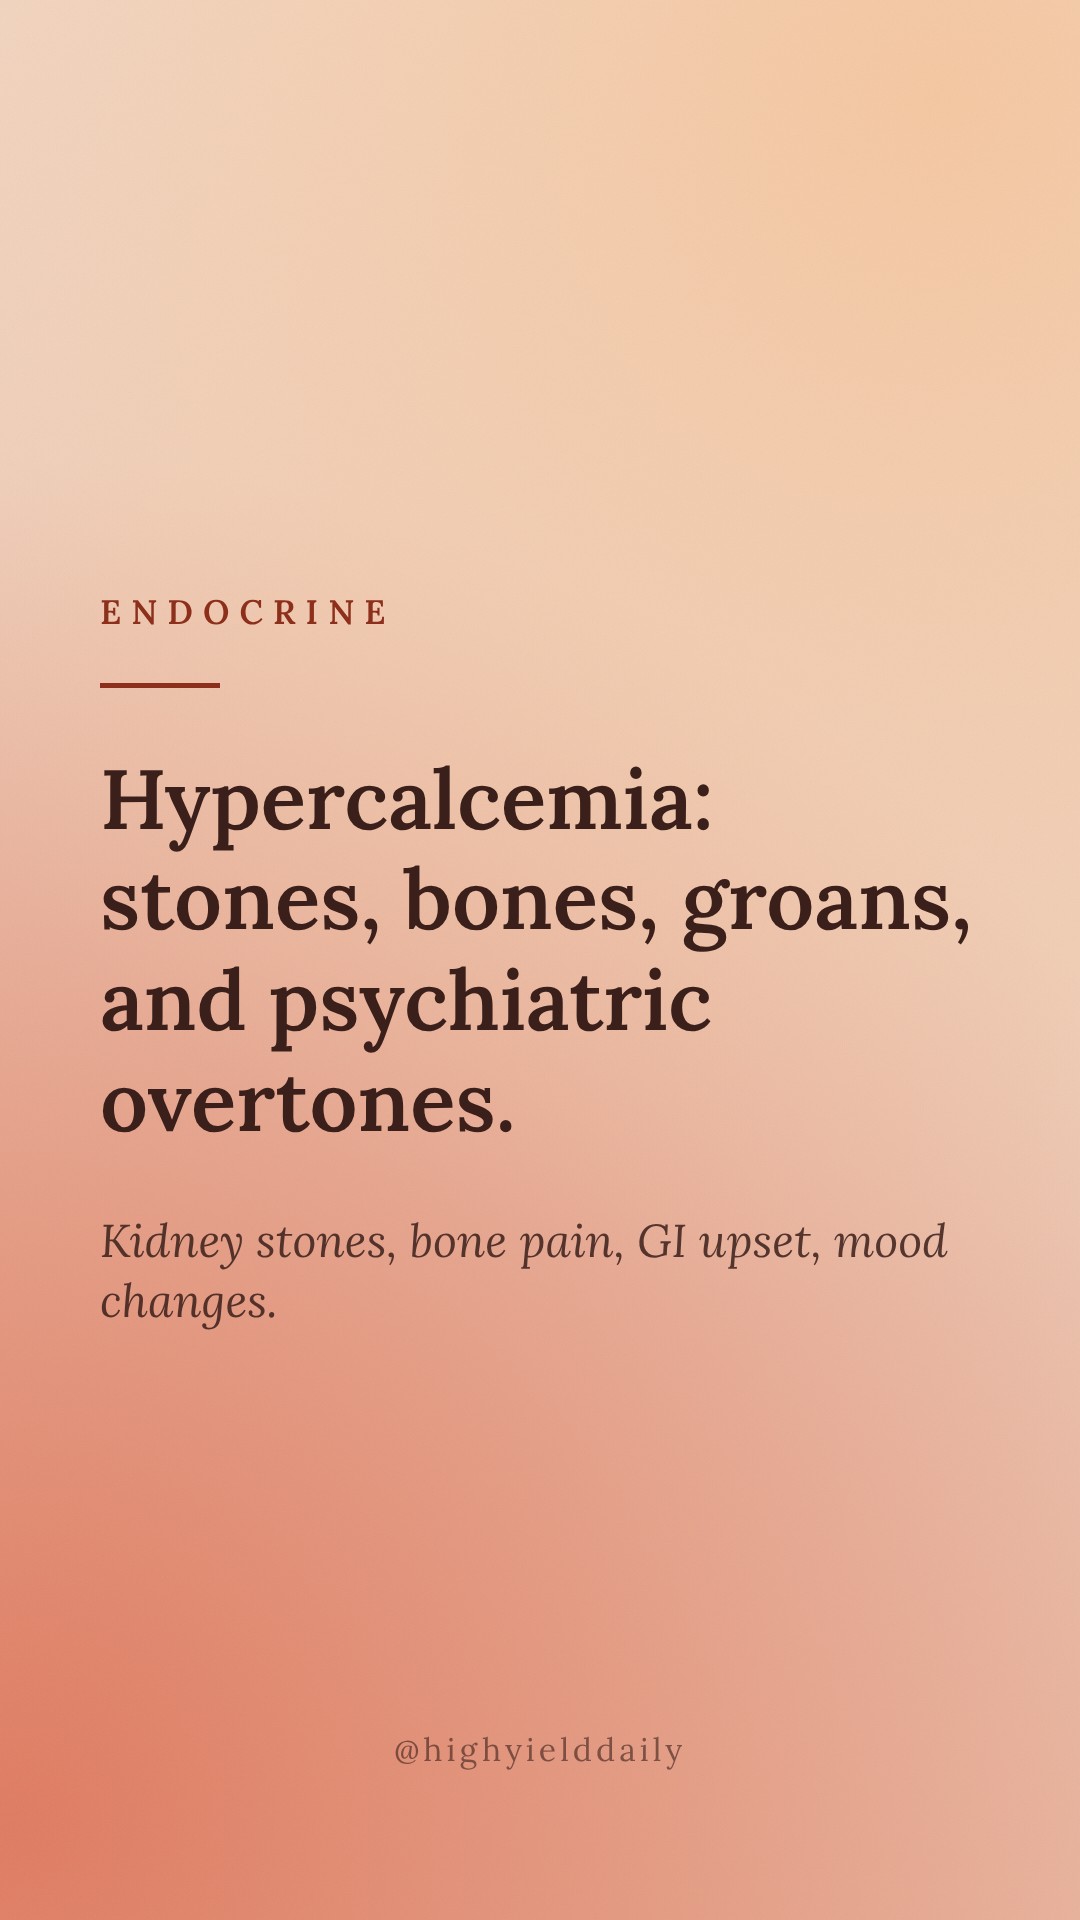 ENDOCRINE
Hypercalcemia:
stones, bones, groans,
and psychiatric
overtones.
Kidney stones, bone pain, GI upset, mood
changes.
@highyielddaily